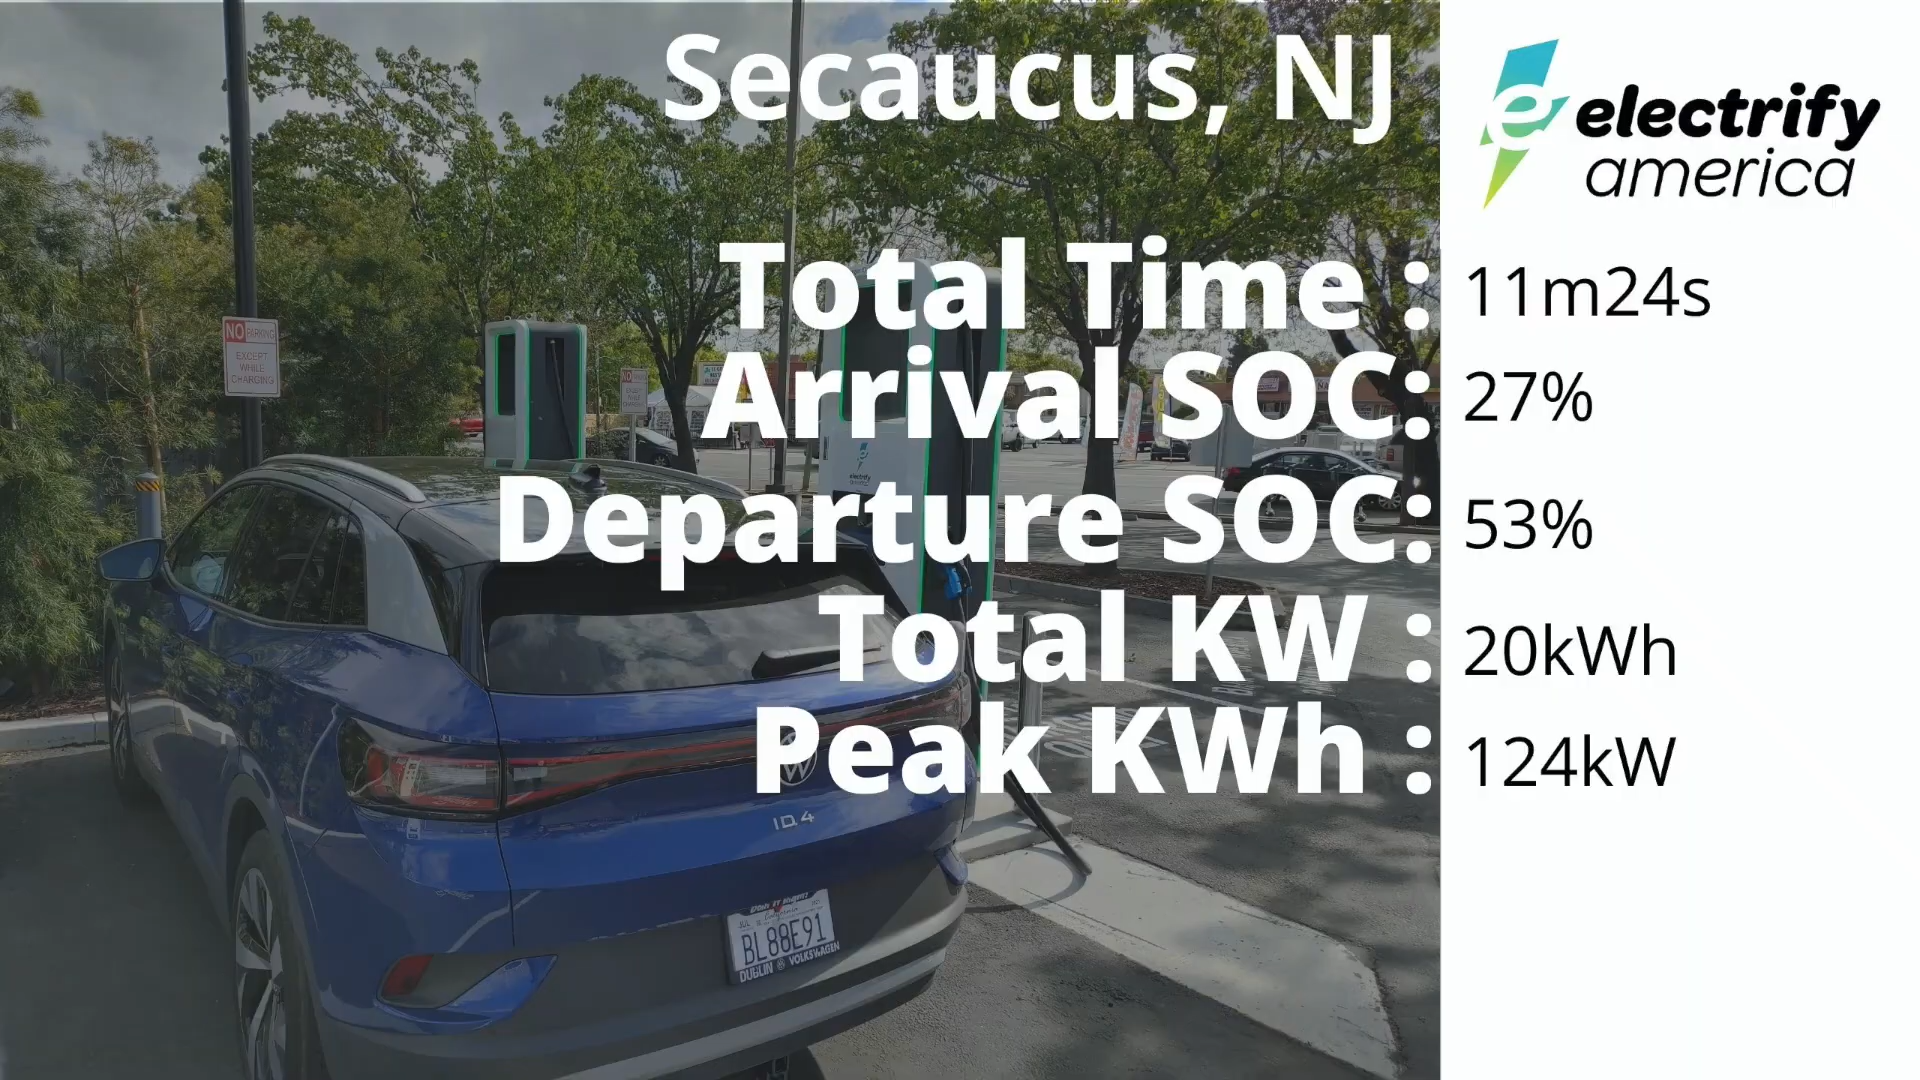 Secaucus, NJ
electrify
america
Total Time : 11m24s
Arrival SOC: 27%
Departure SOC: 53%
Total KW : 20kWh
Peak KWh : 124kW
NO PARKING
EXCEPT
WHILE
CHARGING
electrify
ID.4
BL88E91
DUBLIN VOLKSWAGEN